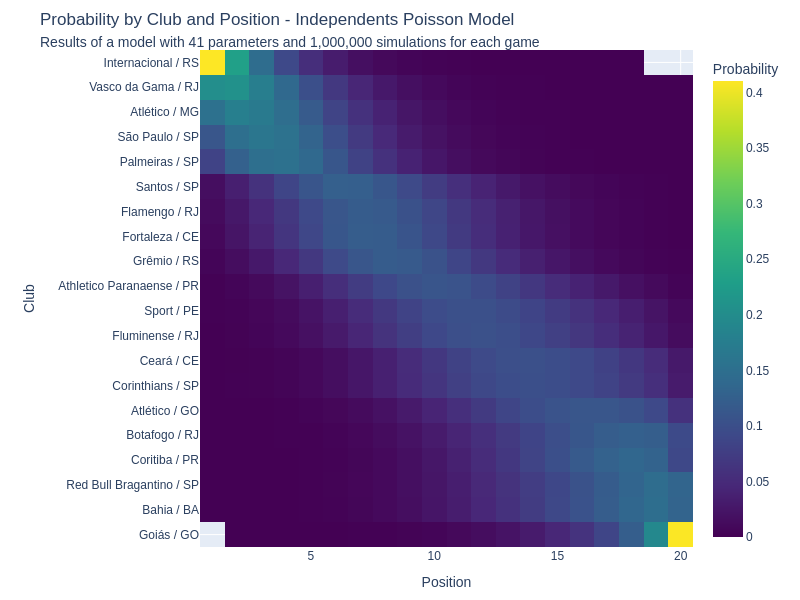 Probability by Club and Position - Independents Poisson Model
Results of a model with 41 parameters and 1,000,000 simulations for each game
Internacional / RS
Vasco da Gama / RJ
Atlético / MG
São Paulo / SP
Palmeiras / SP
Santos / SP
Flamengo / RJ
Fortaleza / CE
Grêmio / RS
Athletico Paranaense / PR
Sport / PE
Fluminense / RJ
Ceará / CE
Corinthians / SP
Atlético / GO
Botafogo / RJ
Coritiba / PR
Red Bull Bragantino / SP
Bahia / BA
Goiás / GO
Club
5
10
15
20
Position
Probability
0.4
0.35
0.3
0.25
0.2
0.15
0.1
0.05
0